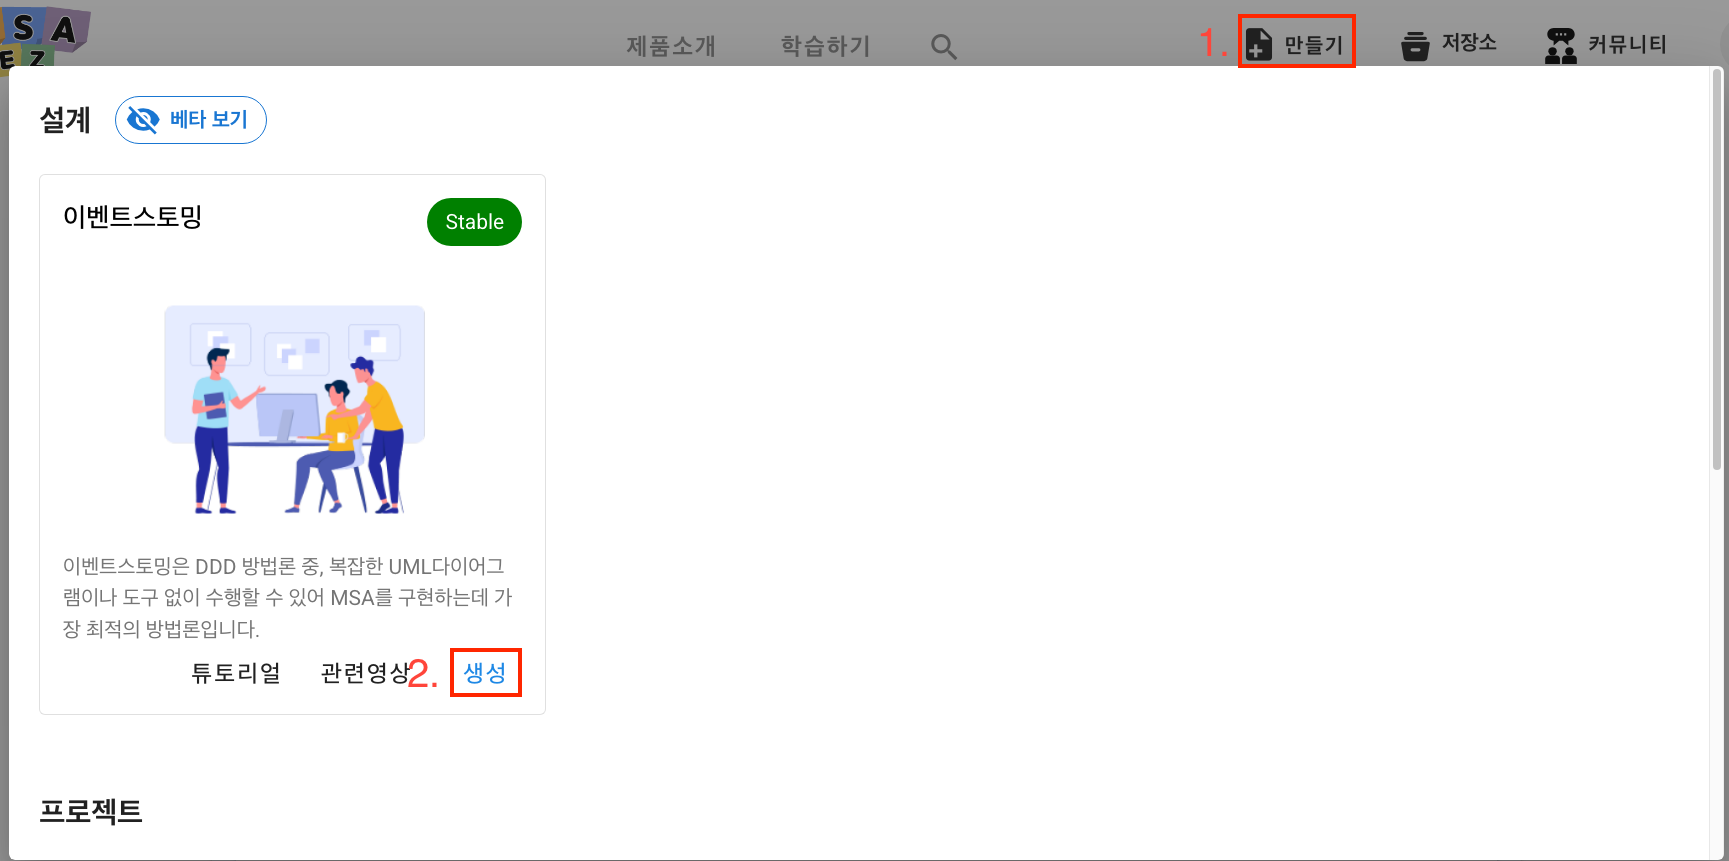 S A
E Z
제품소개 학습하기 1. 만들기 저장소 커뮤니티
설계 베타 보기
이벤트스토밍 Stable
이벤트스토밍은 DDD 방법론 중, 복잡한 UML다이어그
램이나 도구 없이 수행할 수 있어 MSA를 구현하는데 가
장 최적의 방법론입니다.
튜토리얼 관련영상 2. 생성
프로젝트